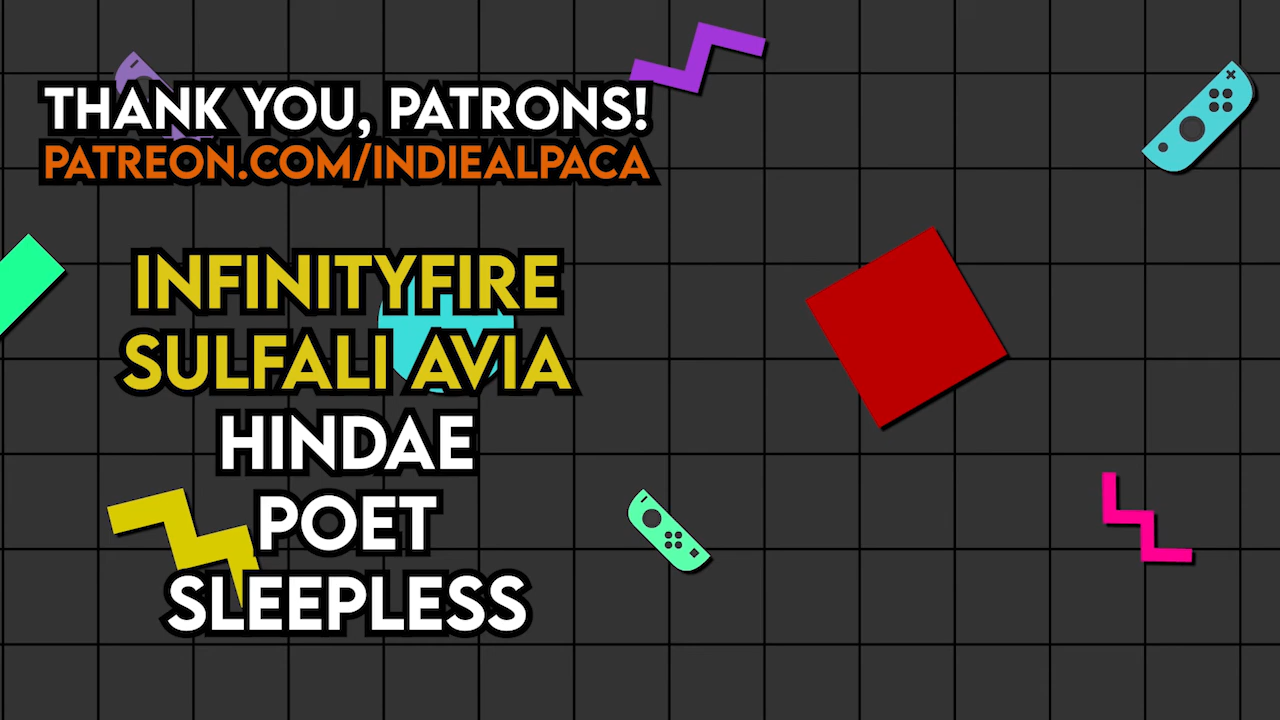 THANK YOU, PATRONS!
PATREON.COM/INDIEALPACA
INFINITYFIRE
SULFALI AVIA
HINDAE
POET
SLEEPLESS